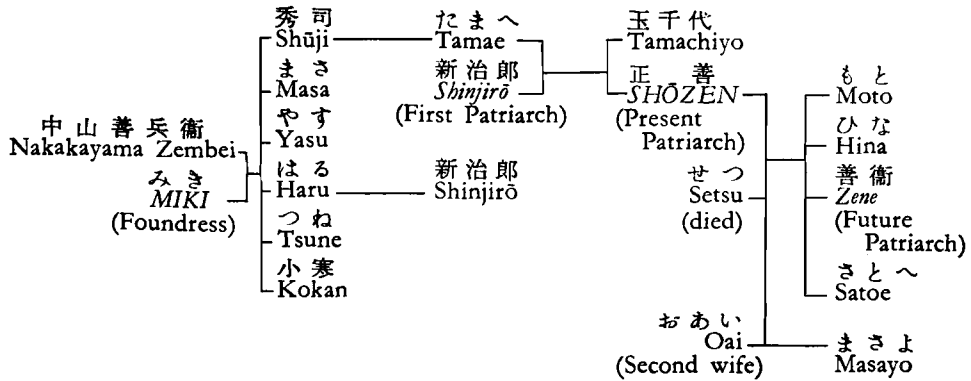 中山善兵衞
Nakakayama Zembei
みき
MIKI
(Foundress)
秀司
Shūji
まさ
Masa
やす
Yasu
はる
Haru
つね
Tsune
小寒
Kokan
たまへ
Tamae
新治郎
Shinjirō
(First Patriarch)
新治郎
Shinjirō
玉千代
Tamachiyo
正善
SHŌZEN
(Present
Patriarch)
せつ
Setsu
(died)
おあい
Oai
(Second wife)
もと
Moto
ひな
Hina
善衞
Zene
(Future
Patriarch)
さとへ
Satoe
まさよ
Masayo